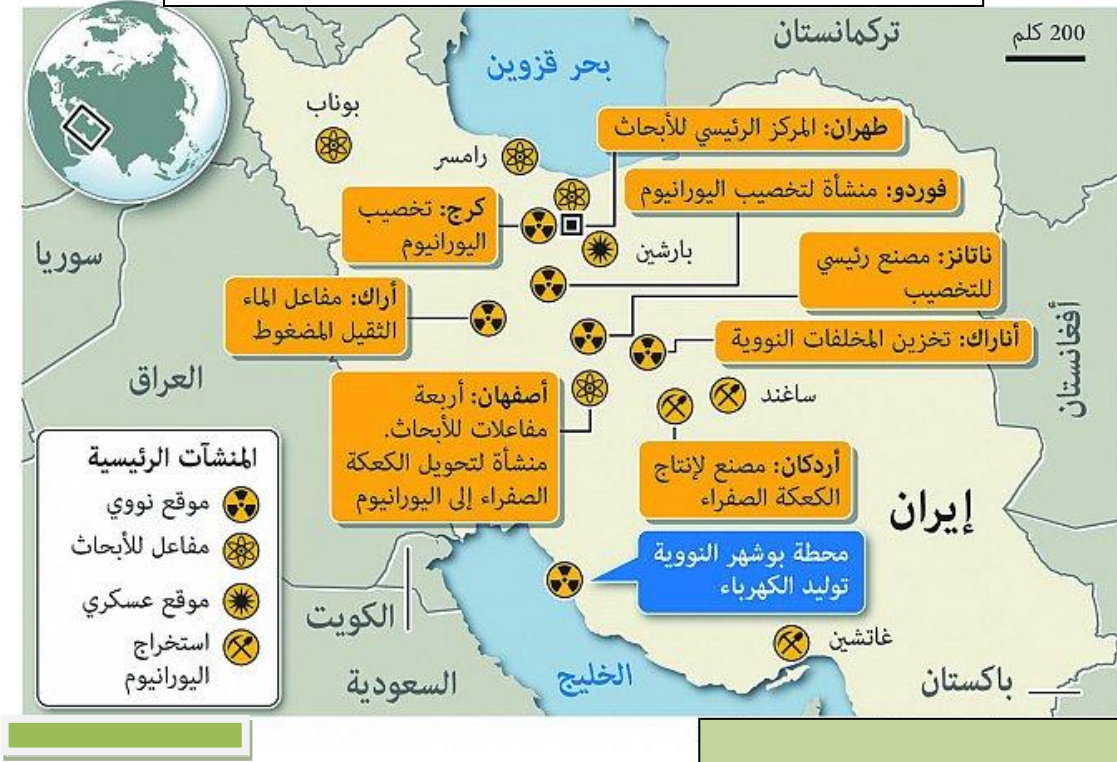 تركمانستان
200 كلم
بحر قزوين
بوناب
رامسر
طهران: المركز الرئيسي للأبحاث
فوردو: منشأة لتخصيب اليورانيوم
كرج: تخصيب
اليورانيوم
بارشين
ناتانز: مصنع رئيسي
للتخصيب
سوريا
أراك: مفاعل الماء
الثقيل المضغوط
أناراك: تخزين المخلفات النووية
أفغانستان
العراق
ساغند
أصفهان: أربعة
مفاعلات للأبحاث.
منشأة لتحويل الكعكة
الصفراء إلى اليورانيوم
أردكان: مصنع لإنتاج
الكعكة الصفراء
إيران
المنشآت الرئيسية
موقع نووي
مفاعل للأبحاث
موقع عسكري
استخراج
اليورانيوم
محطة بوشهر النووية
توليد الكهرباء
الكويت
غاتشين
الخليج
السعودية
باكستان